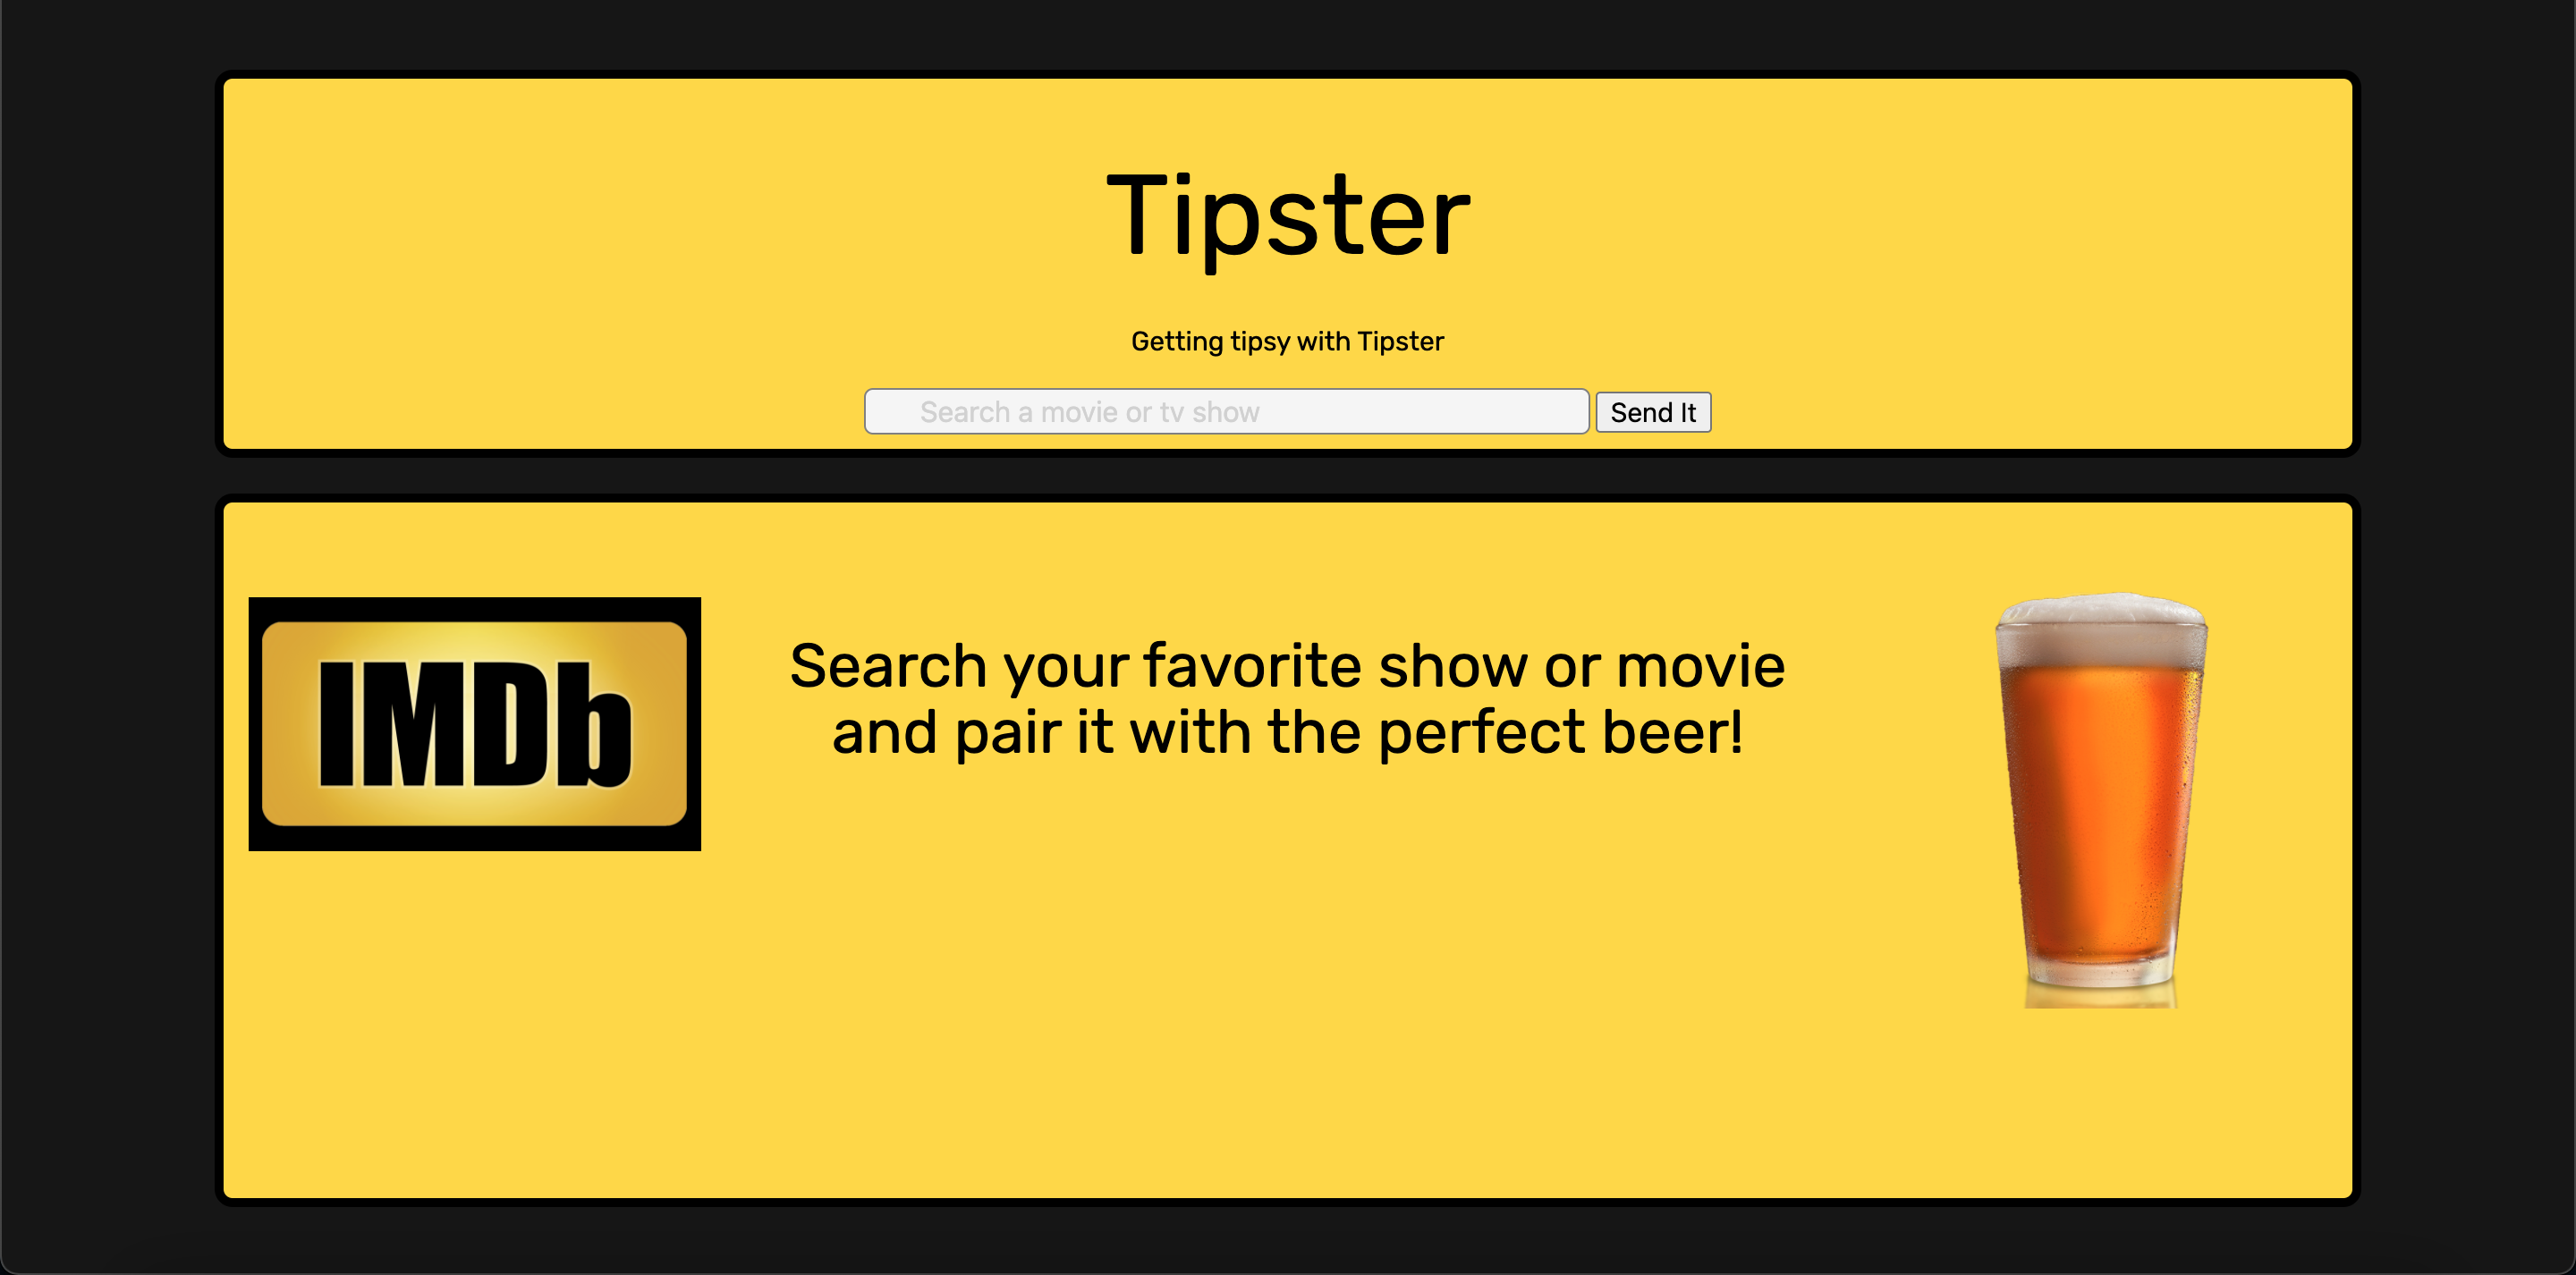 Tipster
Getting tipsy with Tipster
Search a movie or tv show
Send It
IMDb
Search your favorite show or movie
and pair it with the perfect beer!